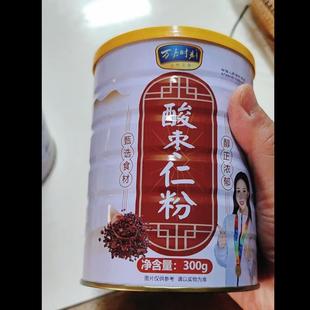 酸枣仁粉
甄选食材
醇正浓郁
净含量：300g
图片仅供参考 请以实物为准